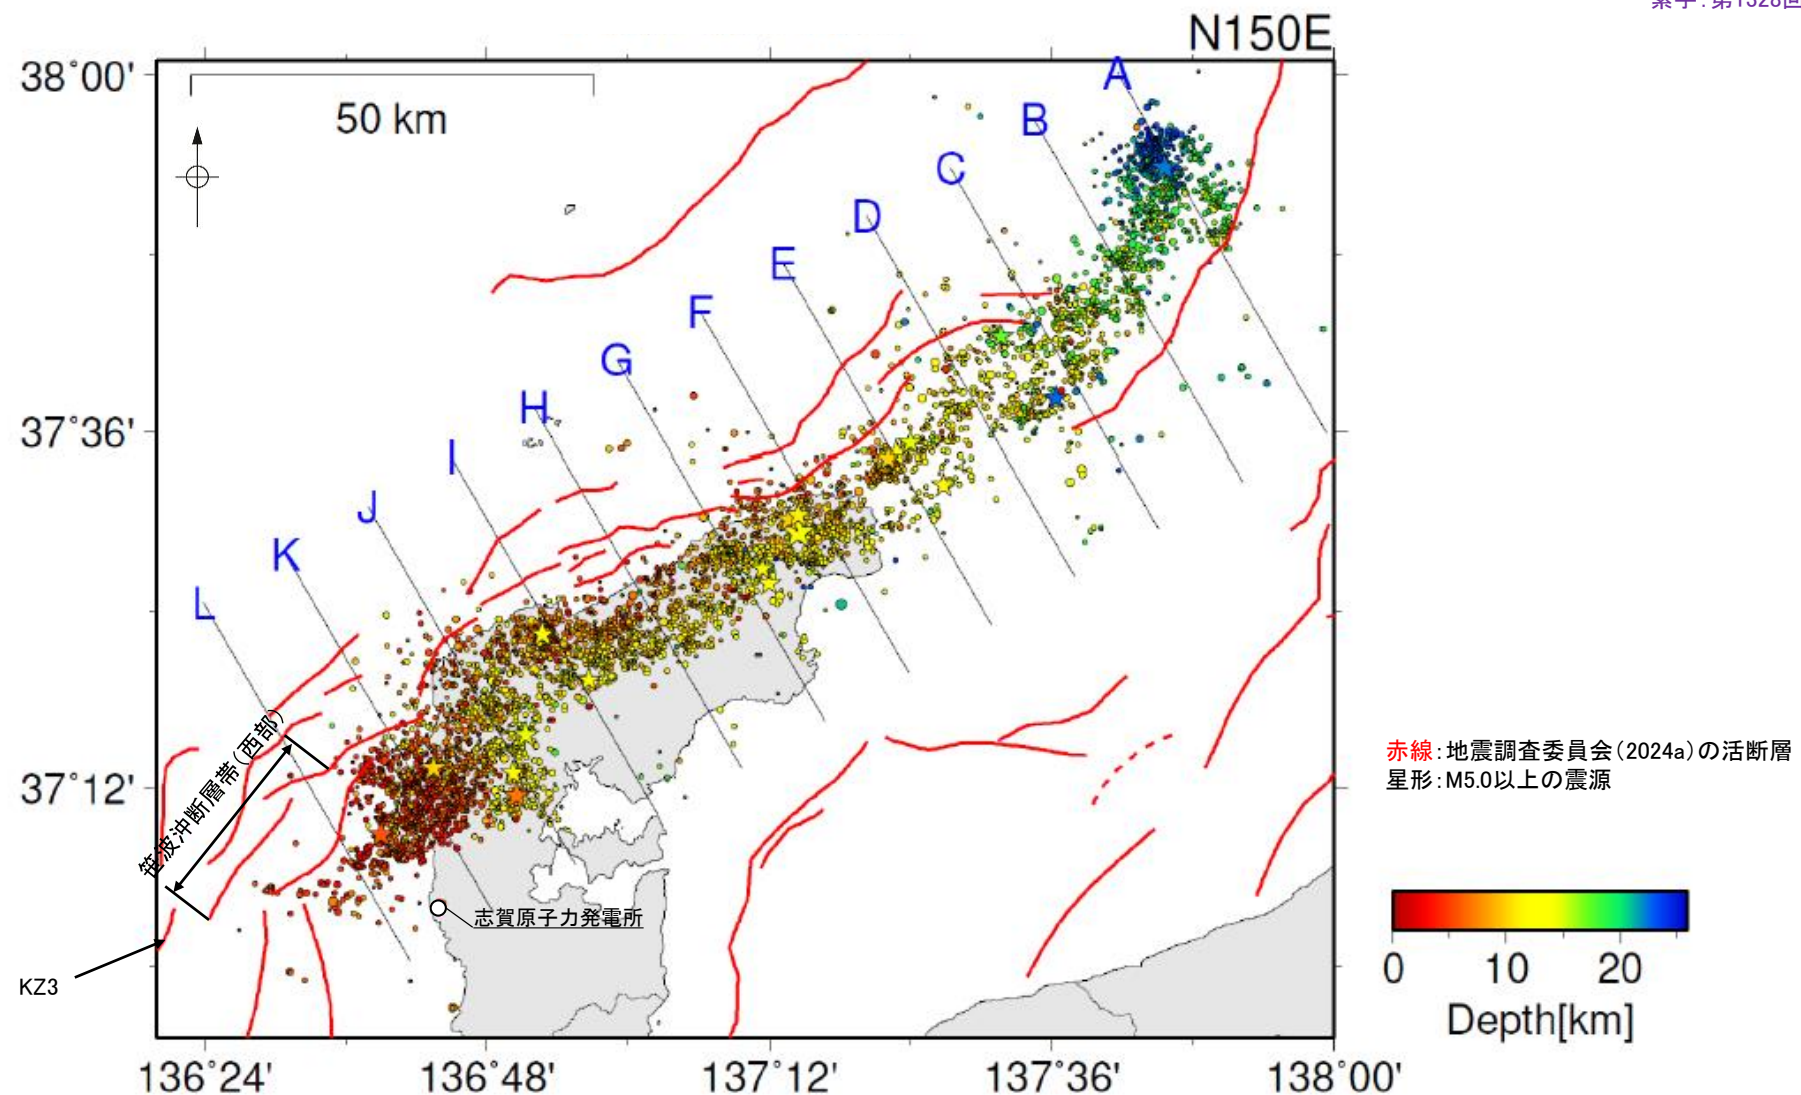 N150E
38°00'
37°36'
37°12'
50 km
A
B
C
D
E
F
G
H
I
J
K
L
笹波沖断層帯(西部)
志賀原子力発電所
KZ3
赤線:地震調査委員会(2024a)の活断層
星形:M5.0以上の震源
0 10 20
Depth[km]
136°24' 136°48' 137°12' 137°36' 138°00'